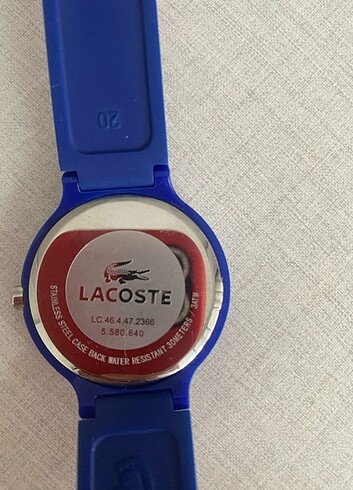 20
LACOSTE
LC.46.4.47.2366
5.580.640
STAINLESS STEEL CASE BACK WATER RESISTANT 30METERS / 3ATM